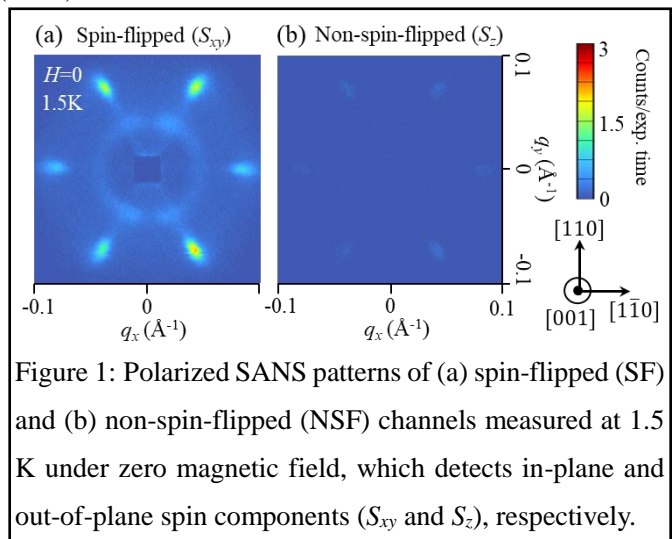 (a) Spin-flipped (Sxy)
(b) Non-spin-flipped (Sz)
H=0
1.5K
3
1.5
0
Counts/exp. time
0.1
0
-0.1
qy (Å-1)
-0.1
0
qx (Å-1)
-0.1
0
0.1
qx (Å-1)
[110]
[001]
[11̄0]
Figure 1: Polarized SANS patterns of (a) spin-flipped (SF)
and (b) non-spin-flipped (NSF) channels measured at 1.5
K under zero magnetic field, which detects in-plane and
out-of-plane spin components (Sxy and Sz), respectively.